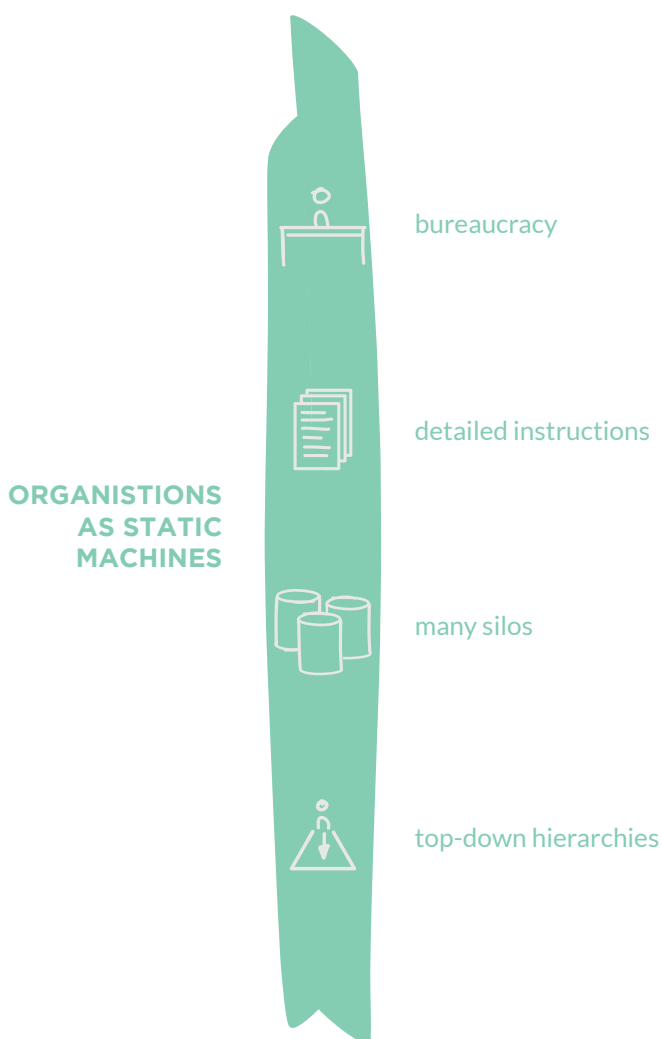 bureaucracy
detailed instructions
ORGANISTIONS
AS STATIC
MACHINES
many silos
top-down hierarchies